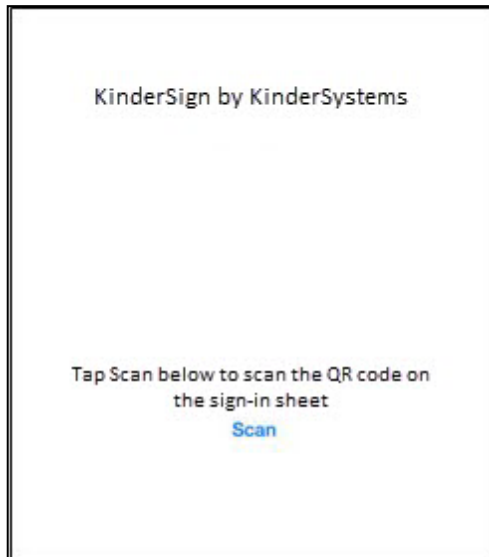 KinderSign by KinderSystems
Tap Scan below to scan the QR code on
the sign-in sheet
Scan